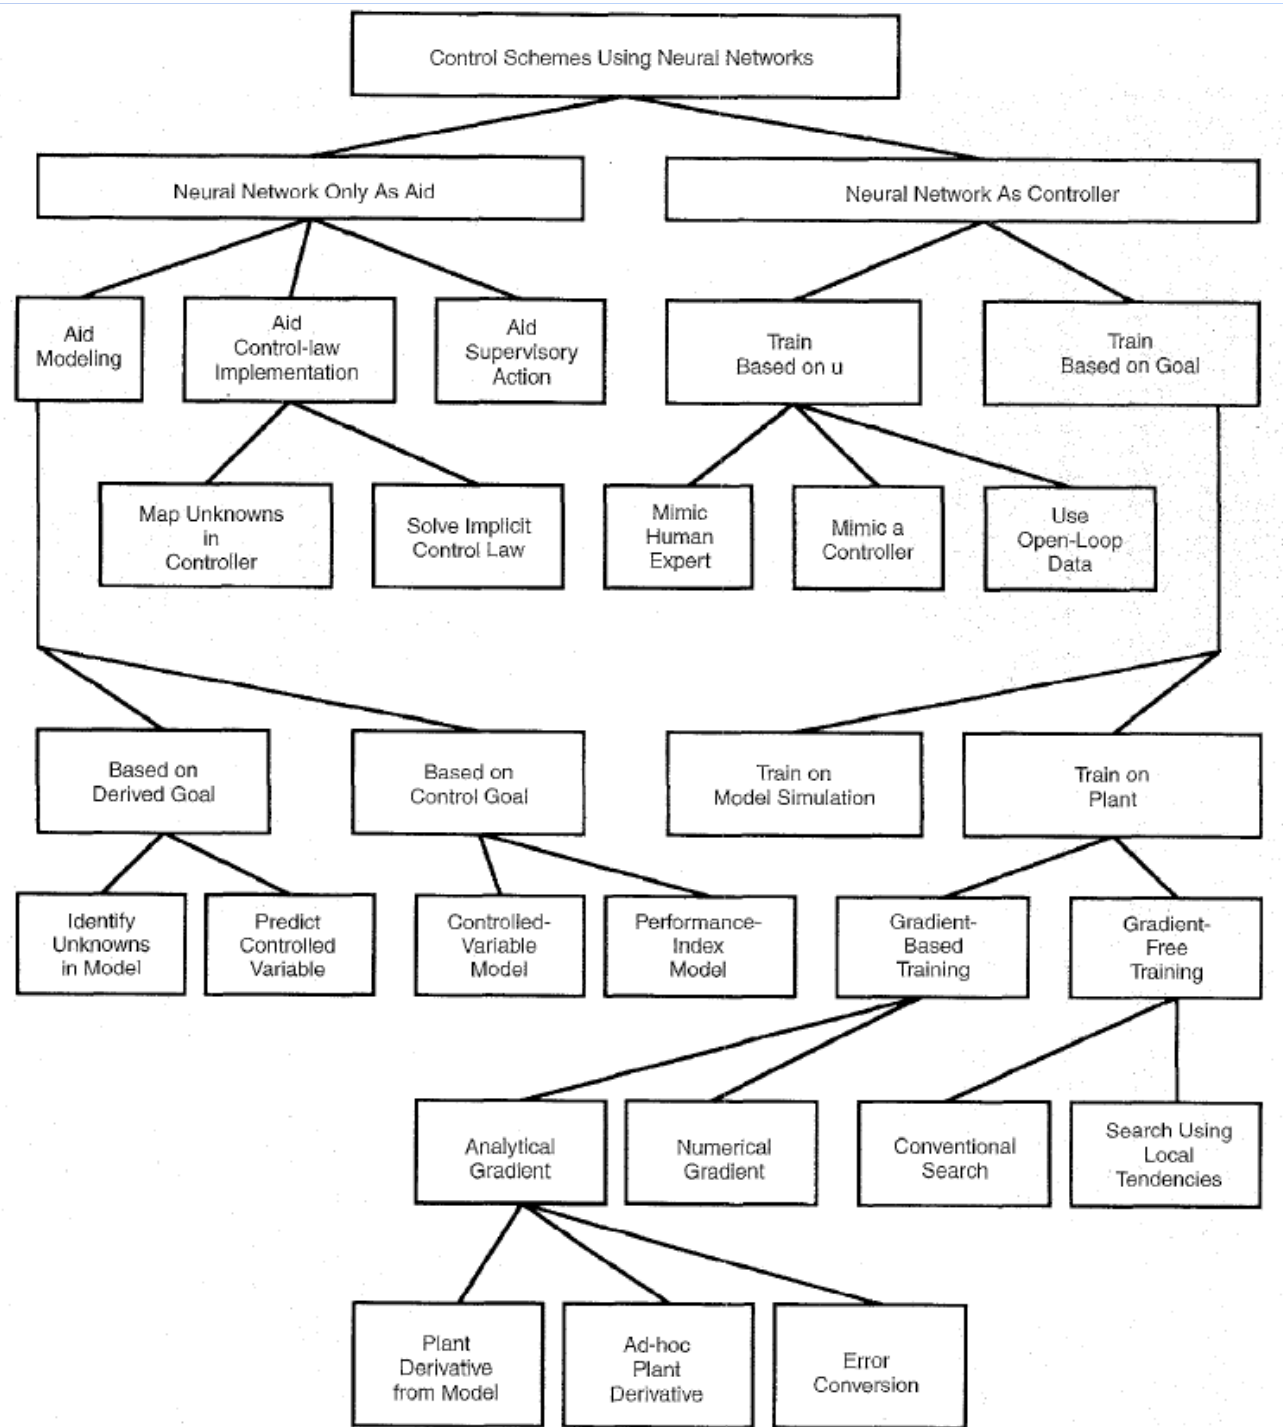 Control Schemes Using Neural Networks
Neural Network Only As Aid
Neural Network As Controller
Aid
Modeling
Aid
Control-law
Implementation
Aid
Supervisory
Action
Train
Based on u
Train
Based on Goal
Map Unknowns
in
Controller
Solve Implicit
Control Law
Mimic
Human
Expert
Mimic a
Controller
Use
Open-Loop
Data
Based on
Derived Goal
Based on
Control Goal
Train on
Model Simulation
Train on
Plant
Identify
Unknowns
in Model
Predict
Controlled
Variable
Controlled-
Variable
Model
Performance-
Index
Model
Gradient-
Based
Training
Gradient-
Free
Training
Analytical
Gradient
Numerical
Gradient
Conventional
Search
Search Using
Local
Tendencies
Plant
Derivative
from Model
Ad-hoc
Plant
Derivative
Error
Conversion